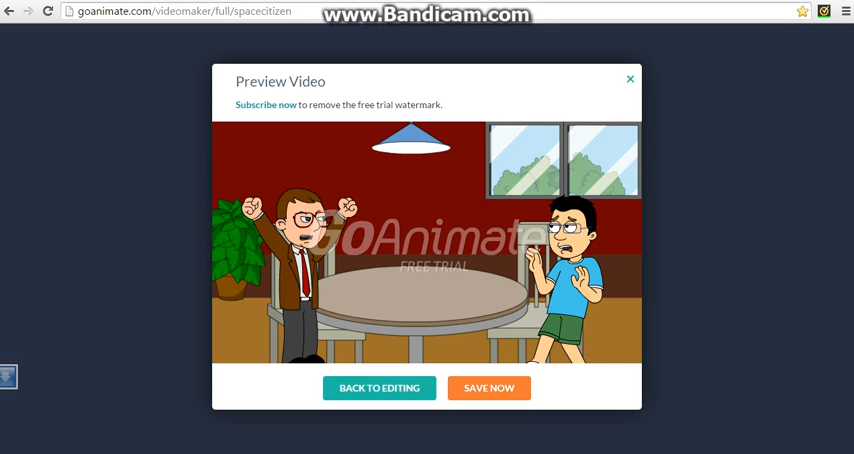 goanimate.com/videomaker/full/spacecitizen
www.Bandicam.com
Preview Video
Subscribe now to remove the free trial watermark.
GoAnimate
FREE TRIAL
BACK TO EDITING
SAVE NOW